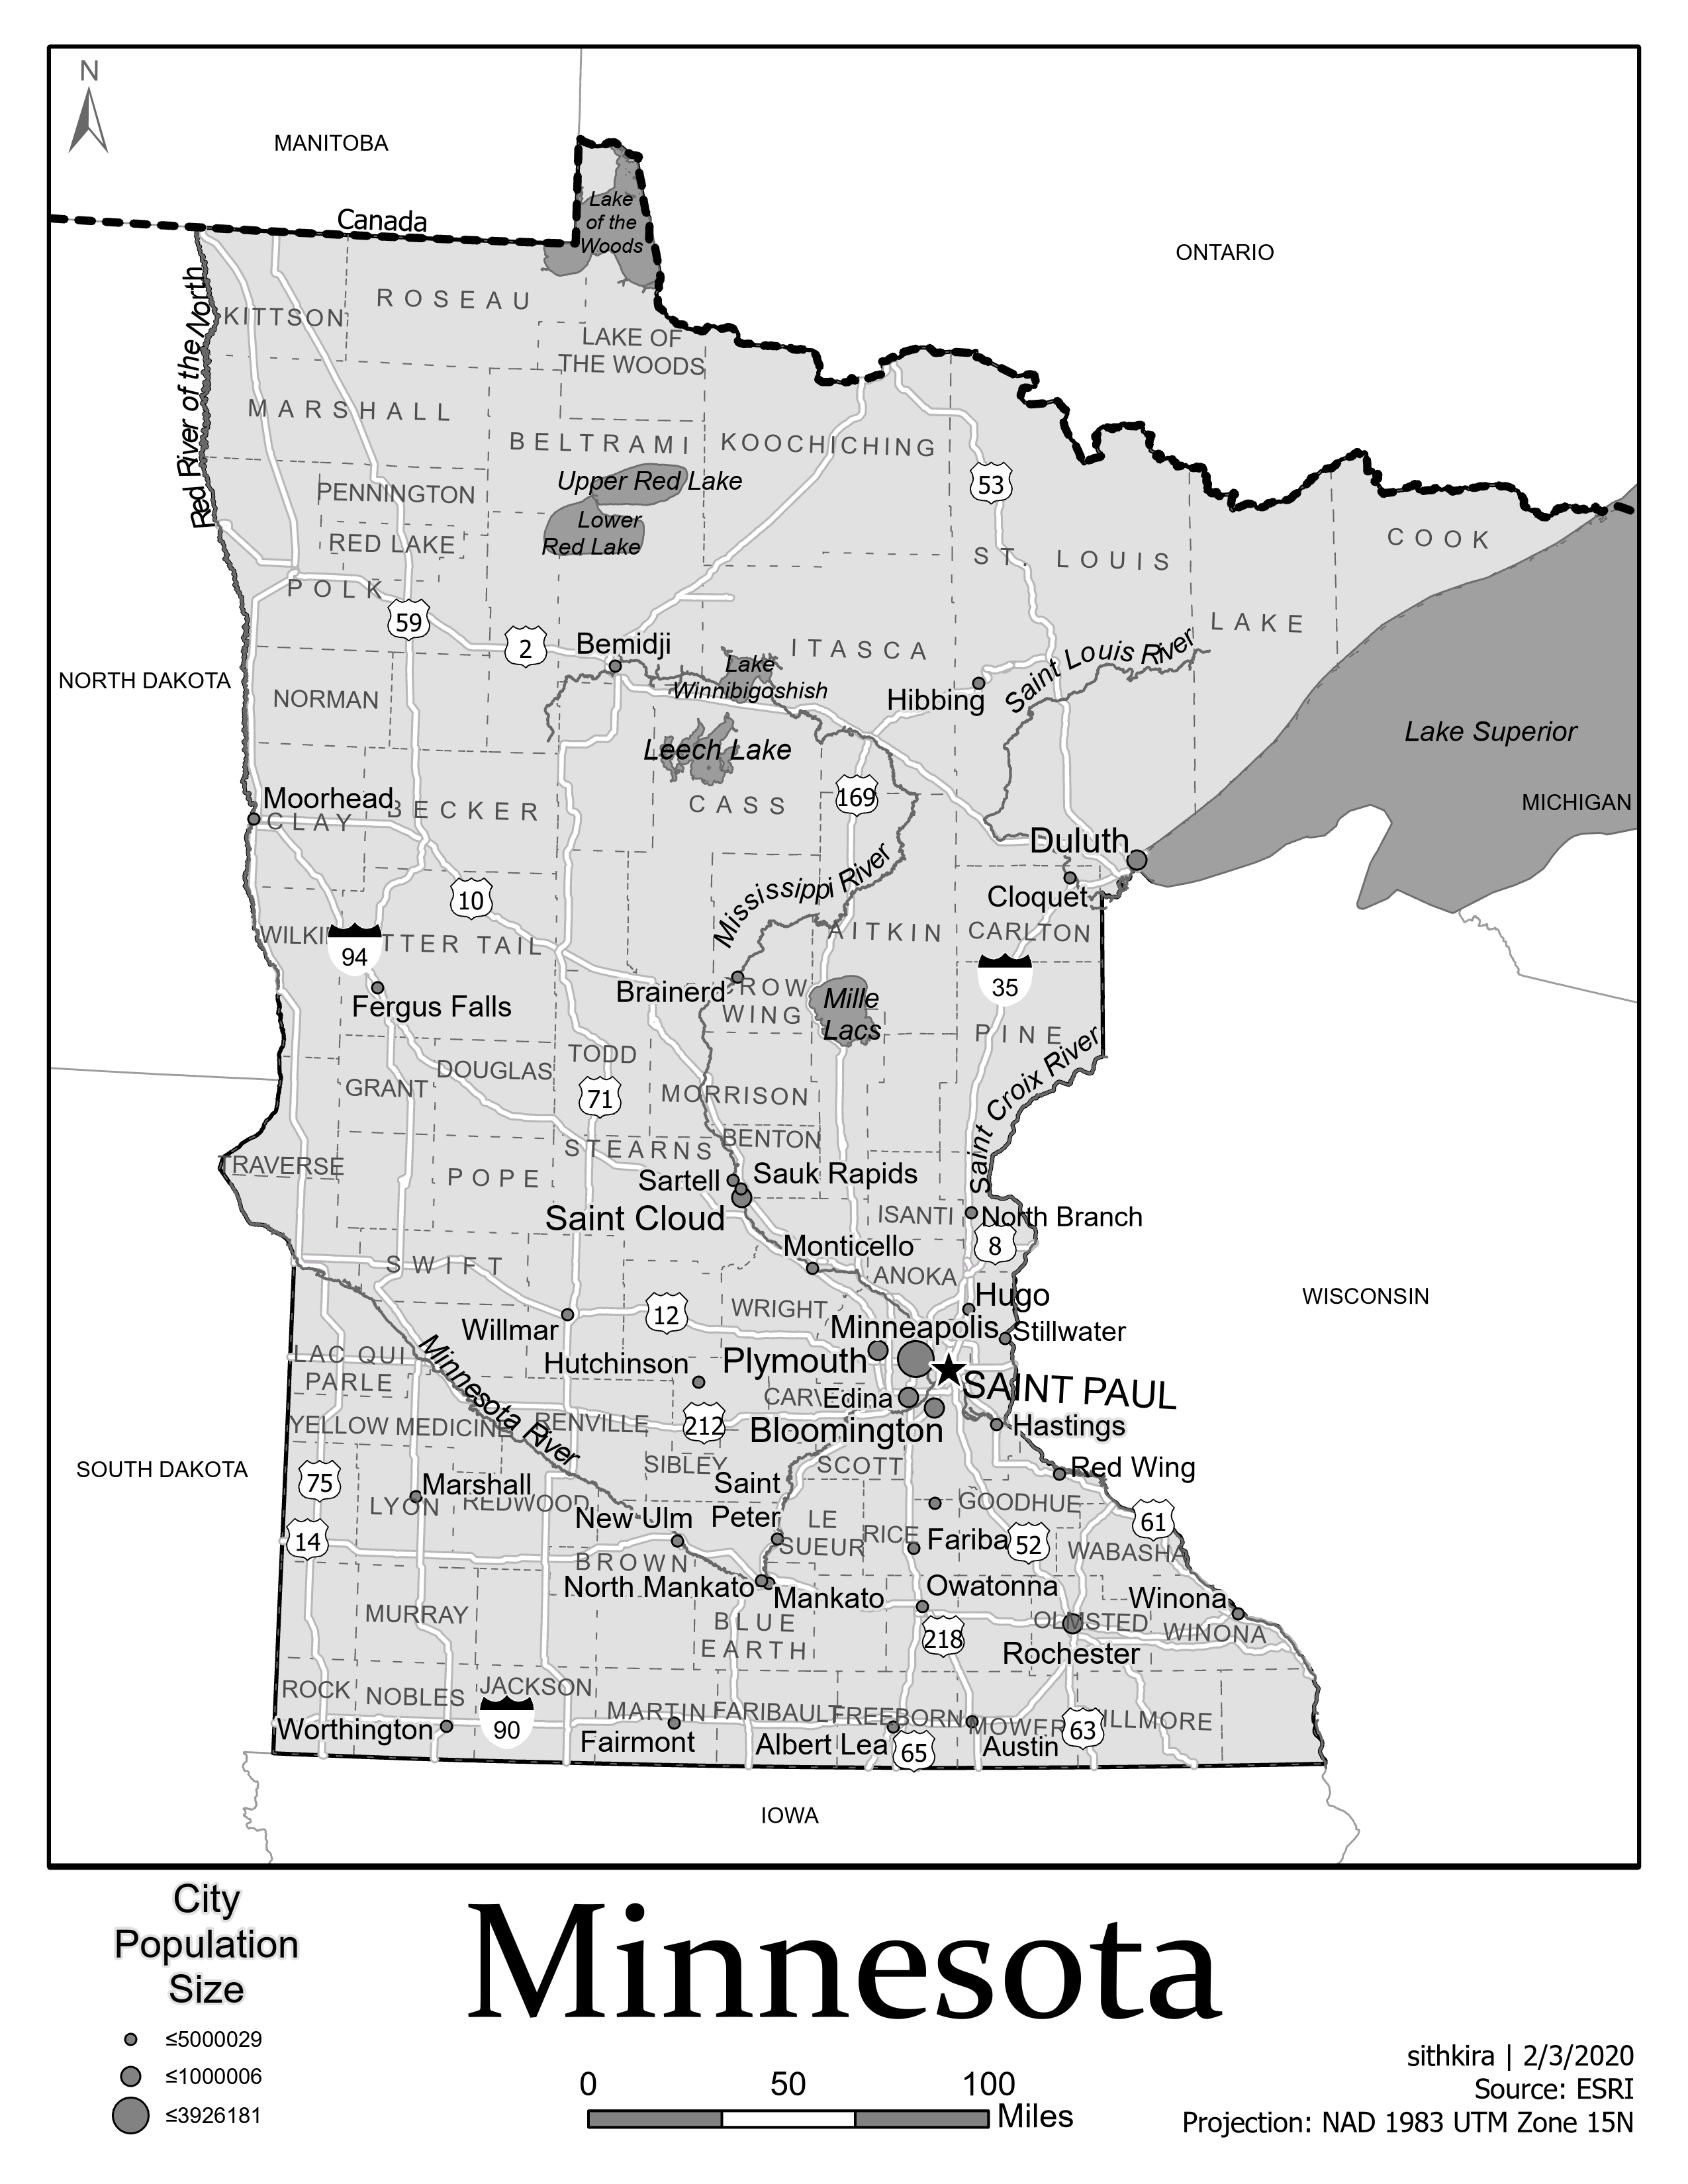 N
MANITOBA
Canada
ONTARIO
Lake
of the
Woods
Red River of the North
KITTSON
ROSEAU
LAKE OF
THE WOODS
MARSHALL
BELTRAMI
KOOCHICHING
Upper Red Lake
53
PENNINGTON
Lower
Red Lake
RED LAKE
COOK
ST. LOUIS
POLK
59
2
Bemidji
ITASCA
LAKE
Saint Louis River
NORTH DAKOTA
NORMAN
Lake
Winnibigoshish
Hibbing
Leech Lake
Lake Superior
MICHIGAN
Moorhead
CLAY
BECKER
CASS
169
Duluth
Cloquet
10
Mississippi River
AITKIN
CARLTON
WILKI
94
TTER TAIL
35
Fergus Falls
Brainerd
ROW
WING
Mille
Lacs
PINE
Saint Croix River
TODD
DOUGLAS
GRANT
71
MORRISON
BENTON
STEARNS
TRAVERSE
POPE
Sartell
Sauk Rapids
Saint Cloud
ISANTI
North Branch
8
Monticello
ANOKA
SWIFT
Hugo
WRIGHT
12
WISCONSIN
Willmar
Minneapolis
Stillwater
Hutchinson
Plymouth
LAC QUI
PARLE
Minnesota River
CARV
Edina
SAINT PAUL
YELLOW MEDICINE
RENVILLE
212
Bloomington
Hastings
SOUTH DAKOTA
75
SIBLEY
SCOTT
Red Wing
Marshall
LYON
REDWOOD
Saint
Peter
GOODHUE
New Ulm
LE
SUEUR
RICE
Fariba
52
61
14
BROWN
WABASHA
North Mankato
Mankato
Owatonna
Winona
MURRAY
BLUE
EARTH
218
OLMSTED
WINONA
Rochester
ROCK
NOBLES
JACKSON
MARTIN
FARIBAULT
FREEBORN
MOWER
ILLMORE
Worthington
90
Fairmont
Albert Lea
65
Austin
63
IOWA
City
Population
Size
≤5000029
≤1000006
≤3926181
Minnesota
0 50 100
Miles
sithkira | 2/3/2020
Source: ESRI
Projection: NAD 1983 UTM Zone 15N